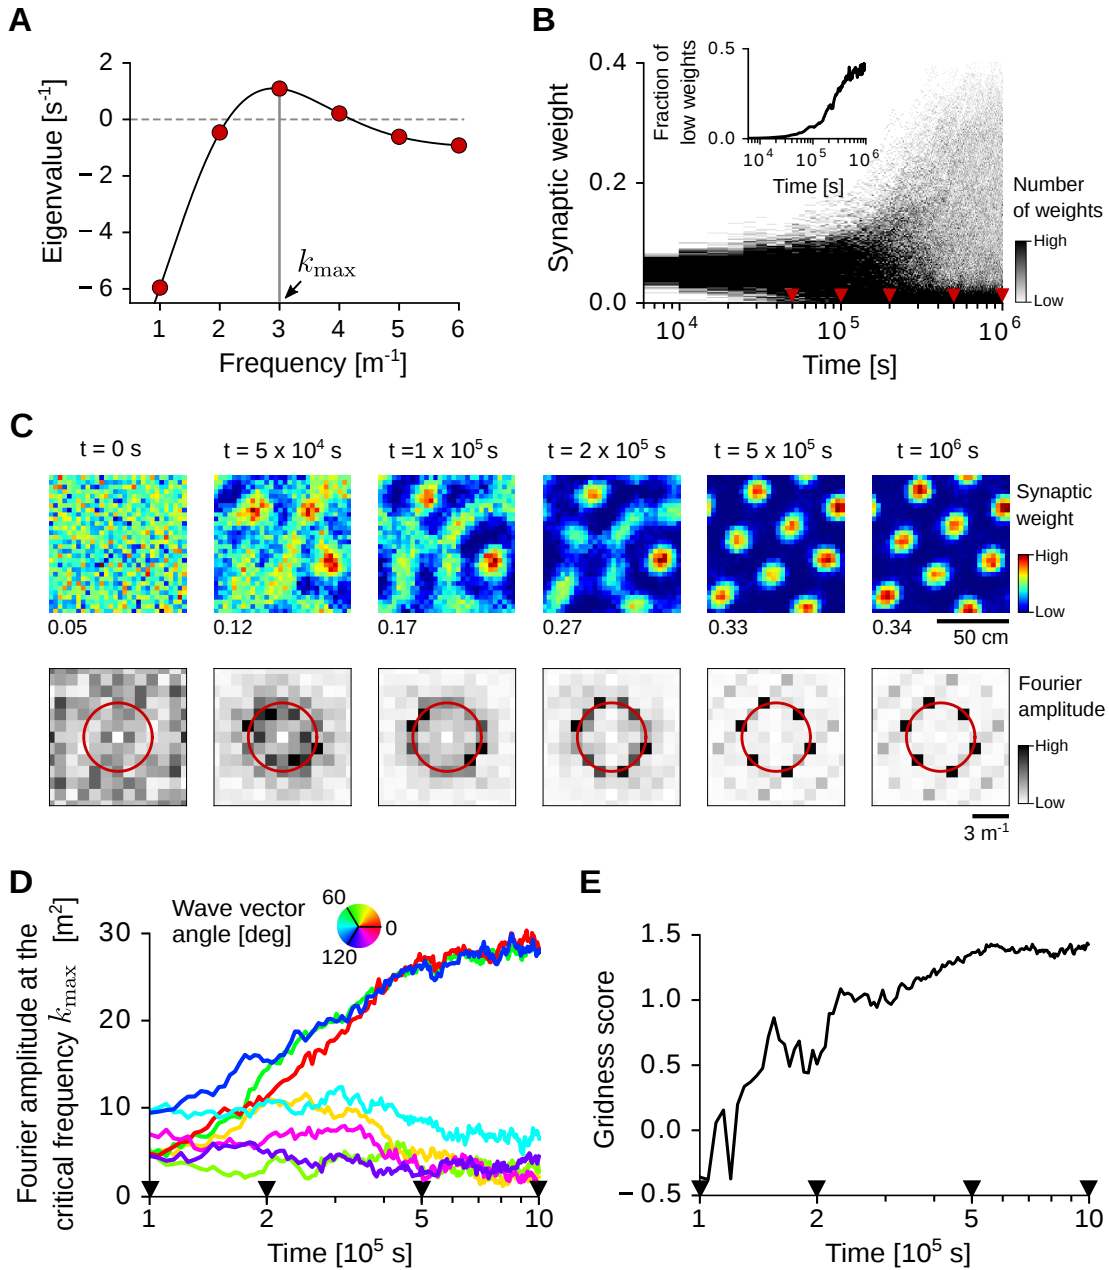 A
2
0
− 2
− 4
− 6
Eigenvalue [s⁻¹]
k_max
1 2 3 4 5 6
Frequency [m⁻¹]
B
0.4
0.2
0.0
Synaptic weight
Fraction of
low weights
0.5
0.0
10⁴ 10⁵ 10⁶
Time [s]
Number
of weights
High
Low
10⁴ 10⁵ 10⁶
Time [s]
C
t = 0 s
t = 5 x 10⁴ s
t =1 x 10⁵ s
t = 2 x 10⁵ s
t = 5 x 10⁵ s
t = 10⁶ s
Synaptic
weight
High
Low
0.05
0.12
0.17
0.27
0.33
0.34
50 cm
Fourier
amplitude
High
Low
3 m⁻¹
D
Wave vector
angle [deg]
60
0
120
30
20
10
0
Fourier amplitude at the
critical frequency k_max [m²]
1 2 5 10
Time [10⁵ s]
E
1.5
1.0
0.5
0.0
− 0.5
Gridness score
1 2 5 10
Time [10⁵ s]